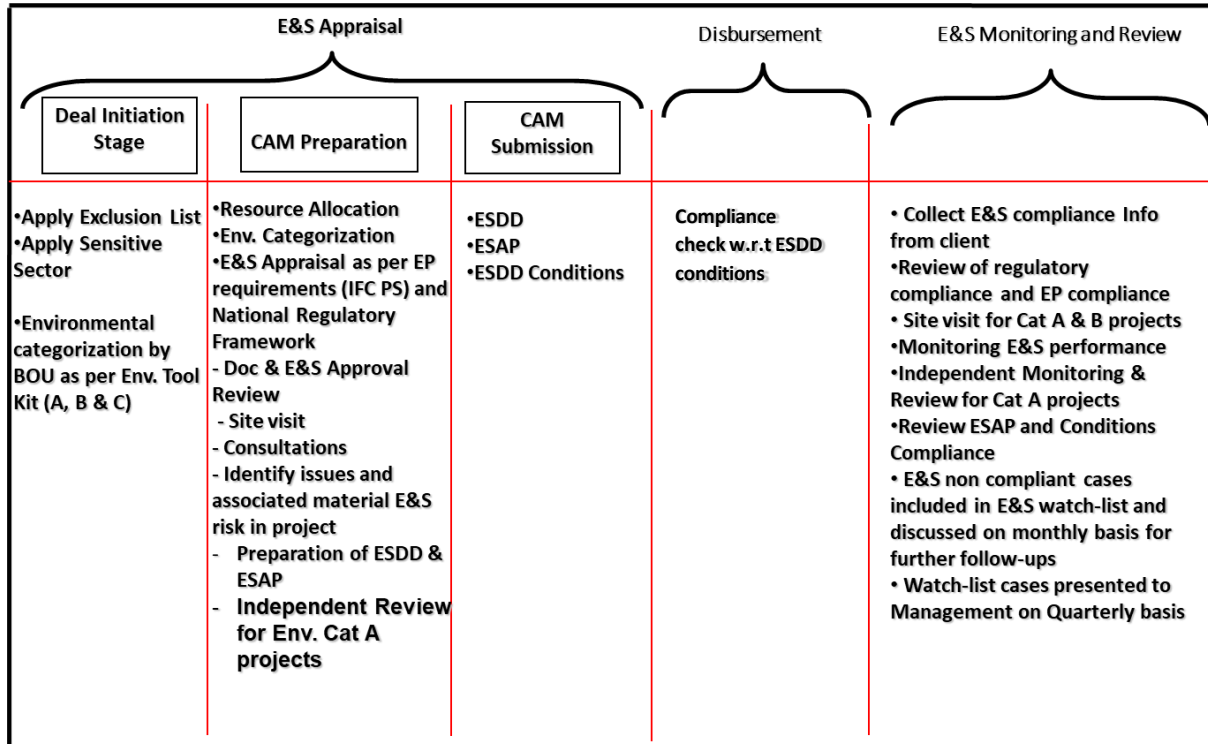 E&S Appraisal
Disbursement
E&S Monitoring and Review
Deal Initiation
Stage
CAM Preparation
CAM
Submission
•Apply Exclusion List
•Apply Sensitive
Sector
•Environmental
categorization by
BOU as per Env. Tool
Kit (A, B & C)
•Resource Allocation
•Env. Categorization
•E&S Appraisal as per EP
requirements (IFC PS) and
National Regulatory
Framework
- Doc & E&S Approval
Review
- Site visit
- Consultations
- Identify issues and
associated material E&S
risk in project
- Preparation of ESDD &
ESAP
- Independent Review
for Env. Cat A
projects
•ESDD
•ESAP
•ESDD Conditions
Compliance
check w.r.t ESDD
conditions
• Collect E&S compliance Info
from client
•Review of regulatory
compliance and EP compliance
• Site visit for Cat A & B projects
•Monitoring E&S performance
•Independent Monitoring &
Review for Cat A projects
•Review ESAP and Conditions
Compliance
• E&S non compliant cases
included in E&S watch-list and
discussed on monthly basis for
further follow-ups
• Watch-list cases presented to
Management on Quarterly basis